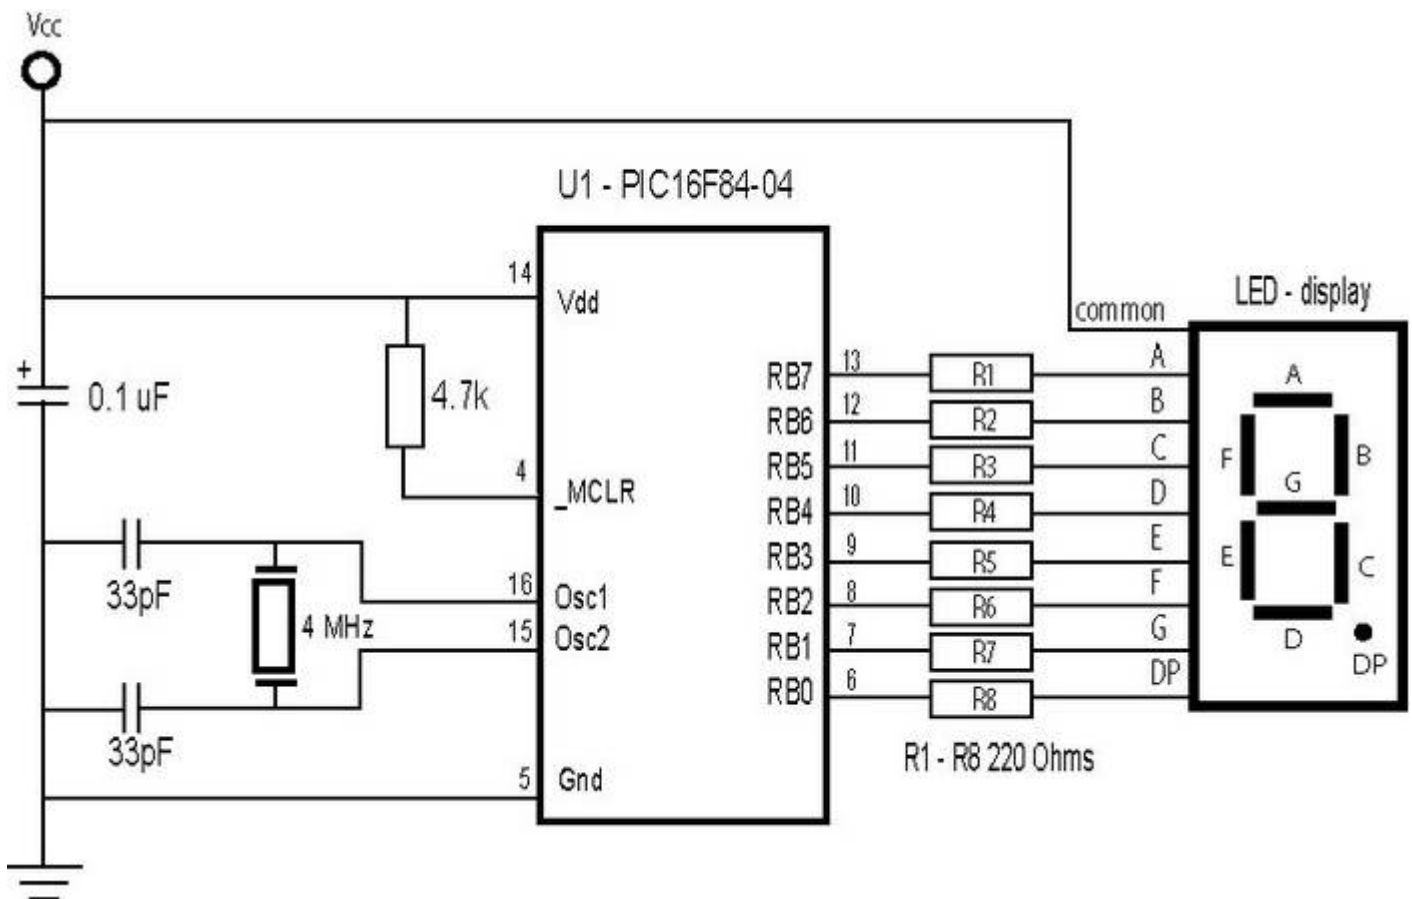 Vcc
U1 - PIC16F84-04
14
Vdd
LED - display
common
+
0.1 uF
4.7k
RB7
13
R1
A
RB6
12
R2
B
RB5
11
R3
C
RB4
10
R4
D
RB3
9
R5
E
RB2
8
R6
F
RB1
7
R7
G
RB0
6
R8
DP
A
F
B
G
E
C
D
DP
4
_MCLR
33pF
4 MHz
16
Osc1
15
Osc2
33pF
5
Gnd
R1 - R8 220 Ohms